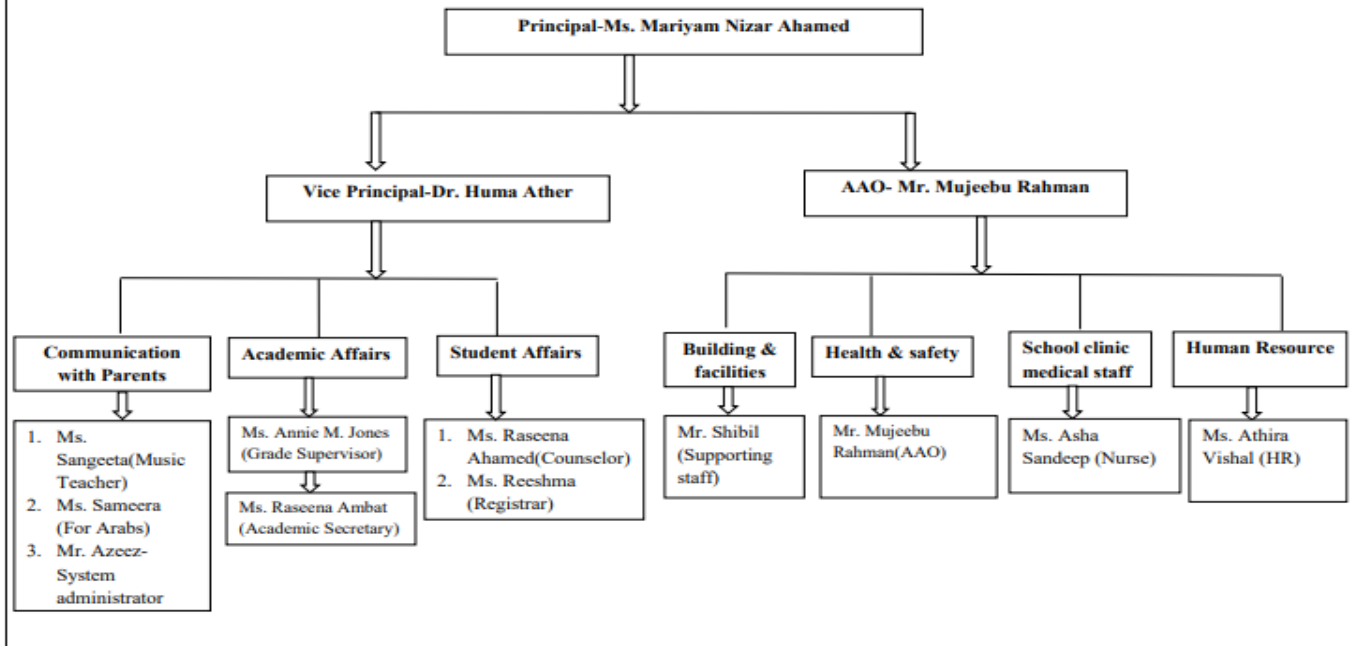 Principal-Ms. Mariyam Nizar Ahamed
Vice Principal-Dr. Huma Ather
AAO- Mr. Mujeebu Rahman
Communication
with Parents
Academic Affairs
Student Affairs
Building &
facilities
Health & safety
School clinic
medical staff
Human Resource
1. Ms.
Sangeeta(Music
Teacher)
2. Ms. Sameera
(For Arabs)
3. Mr. Azeez-
System
administrator
Ms. Annie M. Jones
(Grade Supervisor)
Ms. Raseena Ambat
(Academic Secretary)
1. Ms. Raseena
Ahamed(Counselor)
2. Ms. Reeshma
(Registrar)
Mr. Shibil
(Supporting
staff)
Mr. Mujeebu
Rahman(AAO)
Ms. Asha
Sandeep (Nurse)
Ms. Athira
Vishal (HR)